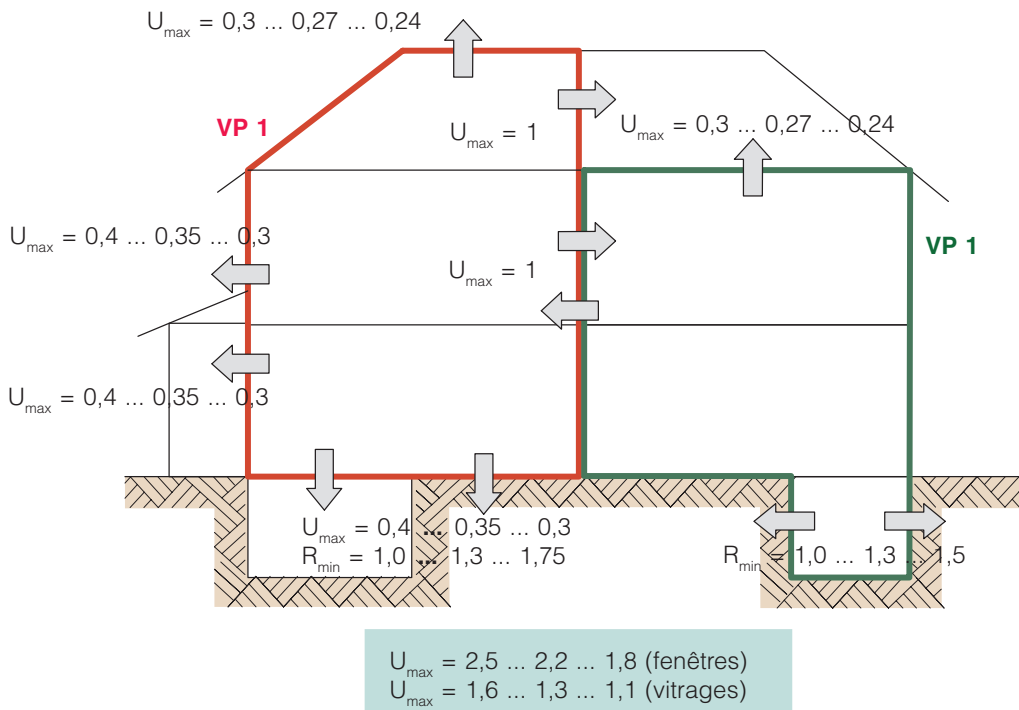 Umax = 0,3 ... 0,27 ... 0,24
VP 1
Umax = 1
Umax = 0,3 ... 0,27 ... 0,24
Umax = 0,4 ... 0,35 ... 0,3
Umax = 1
VP 1
Umax = 0,4 ... 0,35 ... 0,3
Umax = 0,4 ... 0,35 ... 0,3
Rmin = 1,0 ... 1,3 ... 1,75
Rmin = 1,0 ... 1,3 ... 1,5
Umax = 2,5 ... 2,2 ... 1,8 (fenêtres)
Umax = 1,6 ... 1,3 ... 1,1 (vitrages)